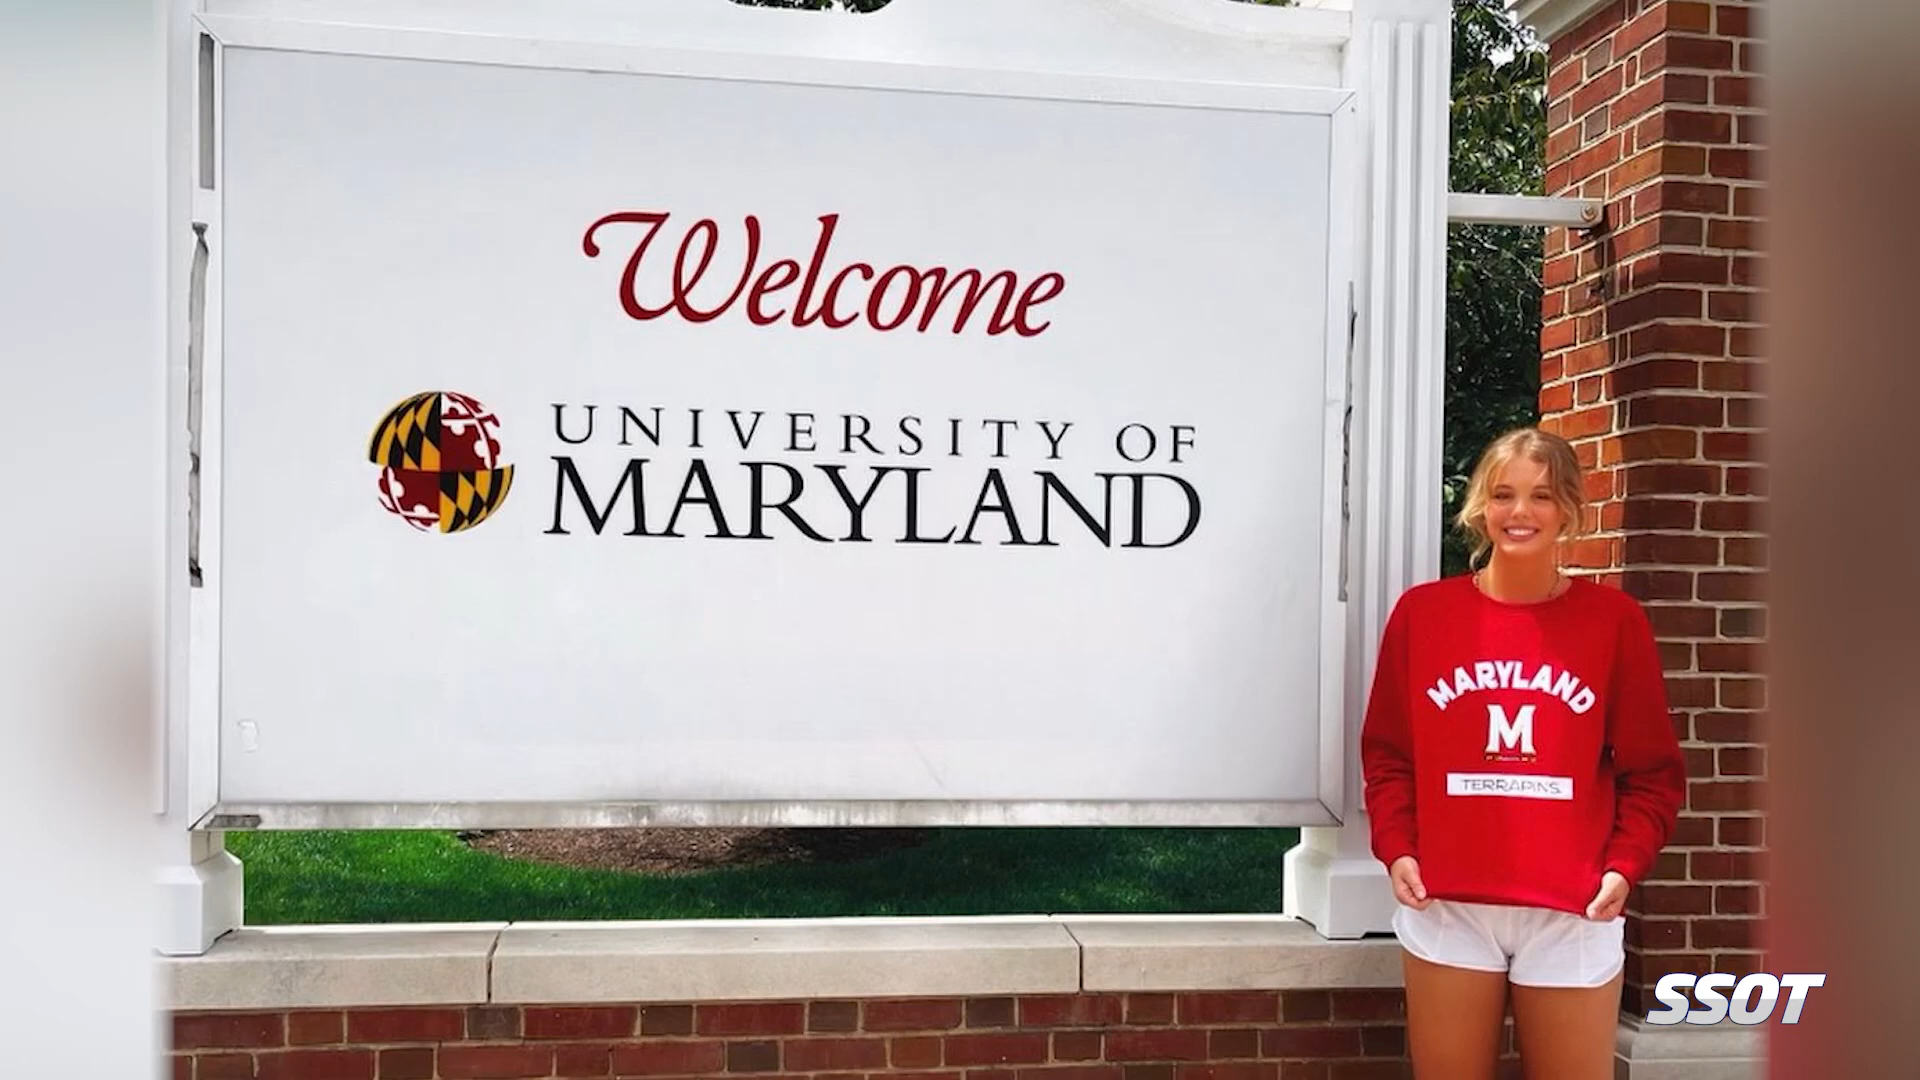 Welcome
UNIVERSITY OF
MARYLAND
MARYLAND
M
TERRAPINS
SSOT